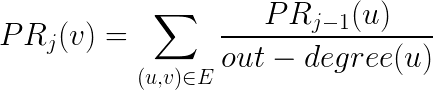 PR_j(v) = \sum_{(u,v) \in E} \frac{PR_{j-1}(u)}{out-degree(u)}